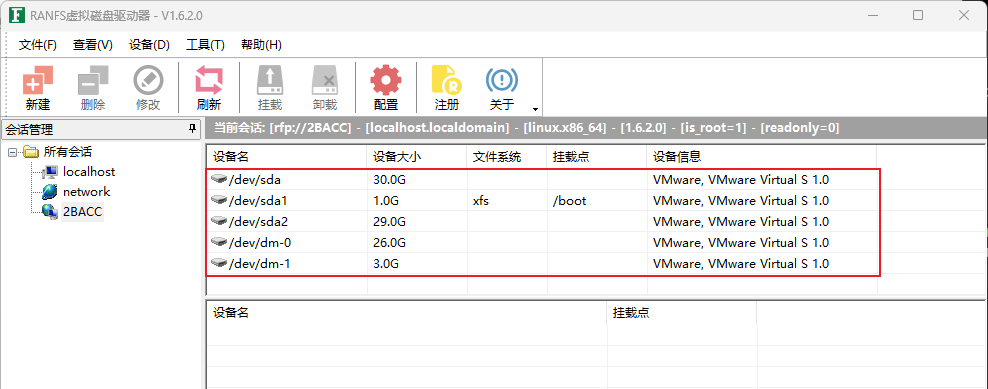 RANFS虚拟磁盘驱动器 - V1.6.2.0
文件(F) 查看(V) 设备(D) 工具(T) 帮助(H)
新建 删除 修改 刷新 挂载 卸载 配置 注册 关于
会话管理
所有会话
localhost
network
2BACC
当前会话: [rfp://2BACC] - [localhost.localdomain] - [linux.x86_64] - [1.6.2.0] - [is_root=1] - [readonly=0]
设备名 设备大小 文件系统 挂载点 设备信息
/dev/sda 30.0G VMware, VMware Virtual S 1.0
/dev/sda1 1.0G xfs /boot VMware, VMware Virtual S 1.0
/dev/sda2 29.0G VMware, VMware Virtual S 1.0
/dev/dm-0 26.0G VMware, VMware Virtual S 1.0
/dev/dm-1 3.0G VMware, VMware Virtual S 1.0
设备名 挂载点